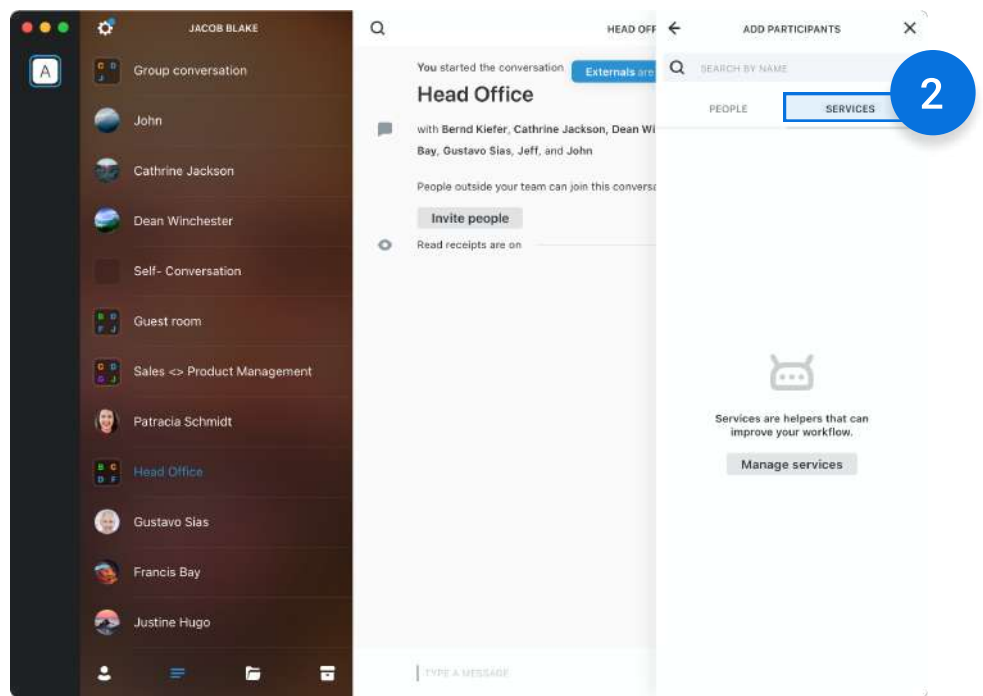 JACOB BLAKE
A
Group conversation
John
Cathrine Jackson
Dean Winchester
Self- Conversation
Guest room
Sales <> Product Management
Patracia Schmidt
Head Office
Gustavo Sias
Francis Bay
Justine Hugo
HEAD OFF
You started the conversation
Externals are
Head Office
with Bernd Kiefer, Cathrine Jackson, Dean Wi
Bay, Gustavo Sias, Jeff, and John
People outside your team can join this conversa
Invite people
Read receipts are on
TYPE A MESSAGE
ADD PARTICIPANTS
SEARCH BY NAME
PEOPLE
SERVICES
2
Services are helpers that can
improve your workflow.
Manage services